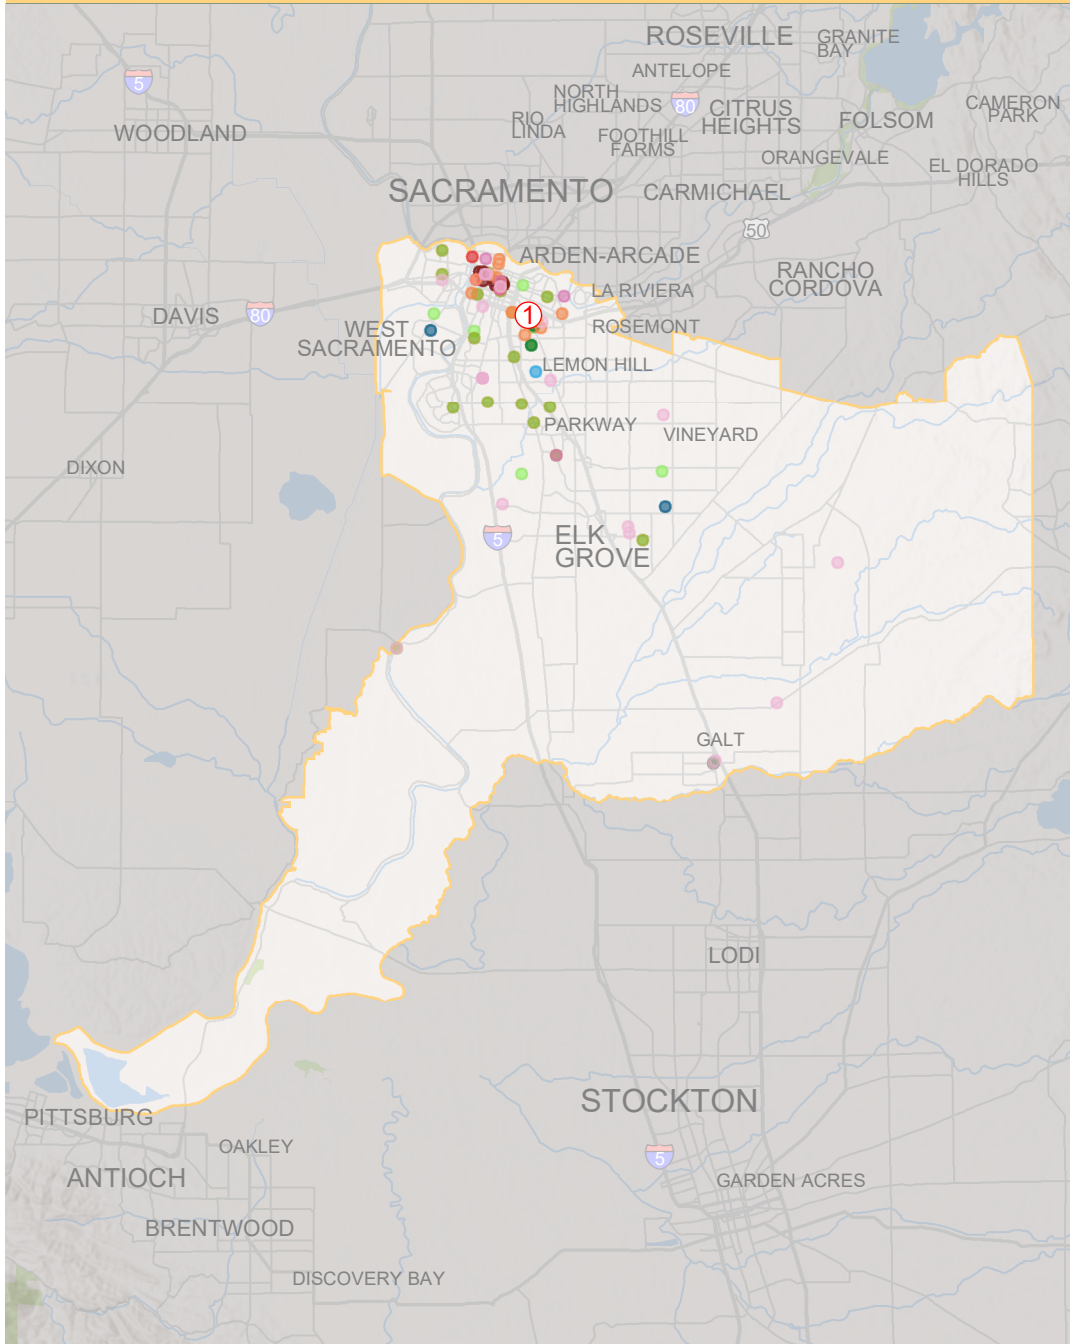 ROSEVILLE
GRANITE
BAY
ANTELOPE
5
NORTH
HIGHLANDS
80
CITRUS
HEIGHTS
CAMERON
PARK
RIO
LINDA
FOLSOM
WOODLAND
FOOTHILL
FARMS
ORANGEVALE
EL DORADO
HILLS
SACRAMENTO
CARMICHAEL
50
ARDEN-ARCADE
RANCHO
CORDOVA
LA RIVIERA
DAVIS
80
1
WEST
SACRAMENTO
ROSEMONT
LEMON HILL
PARKWAY
VINEYARD
DIXON
5
ELK
GROVE
GALT
LODI
STOCKTON
PITTSBURG
OAKLEY
5
ANTIOCH
GARDEN ACRES
BRENTWOOD
DISCOVERY BAY